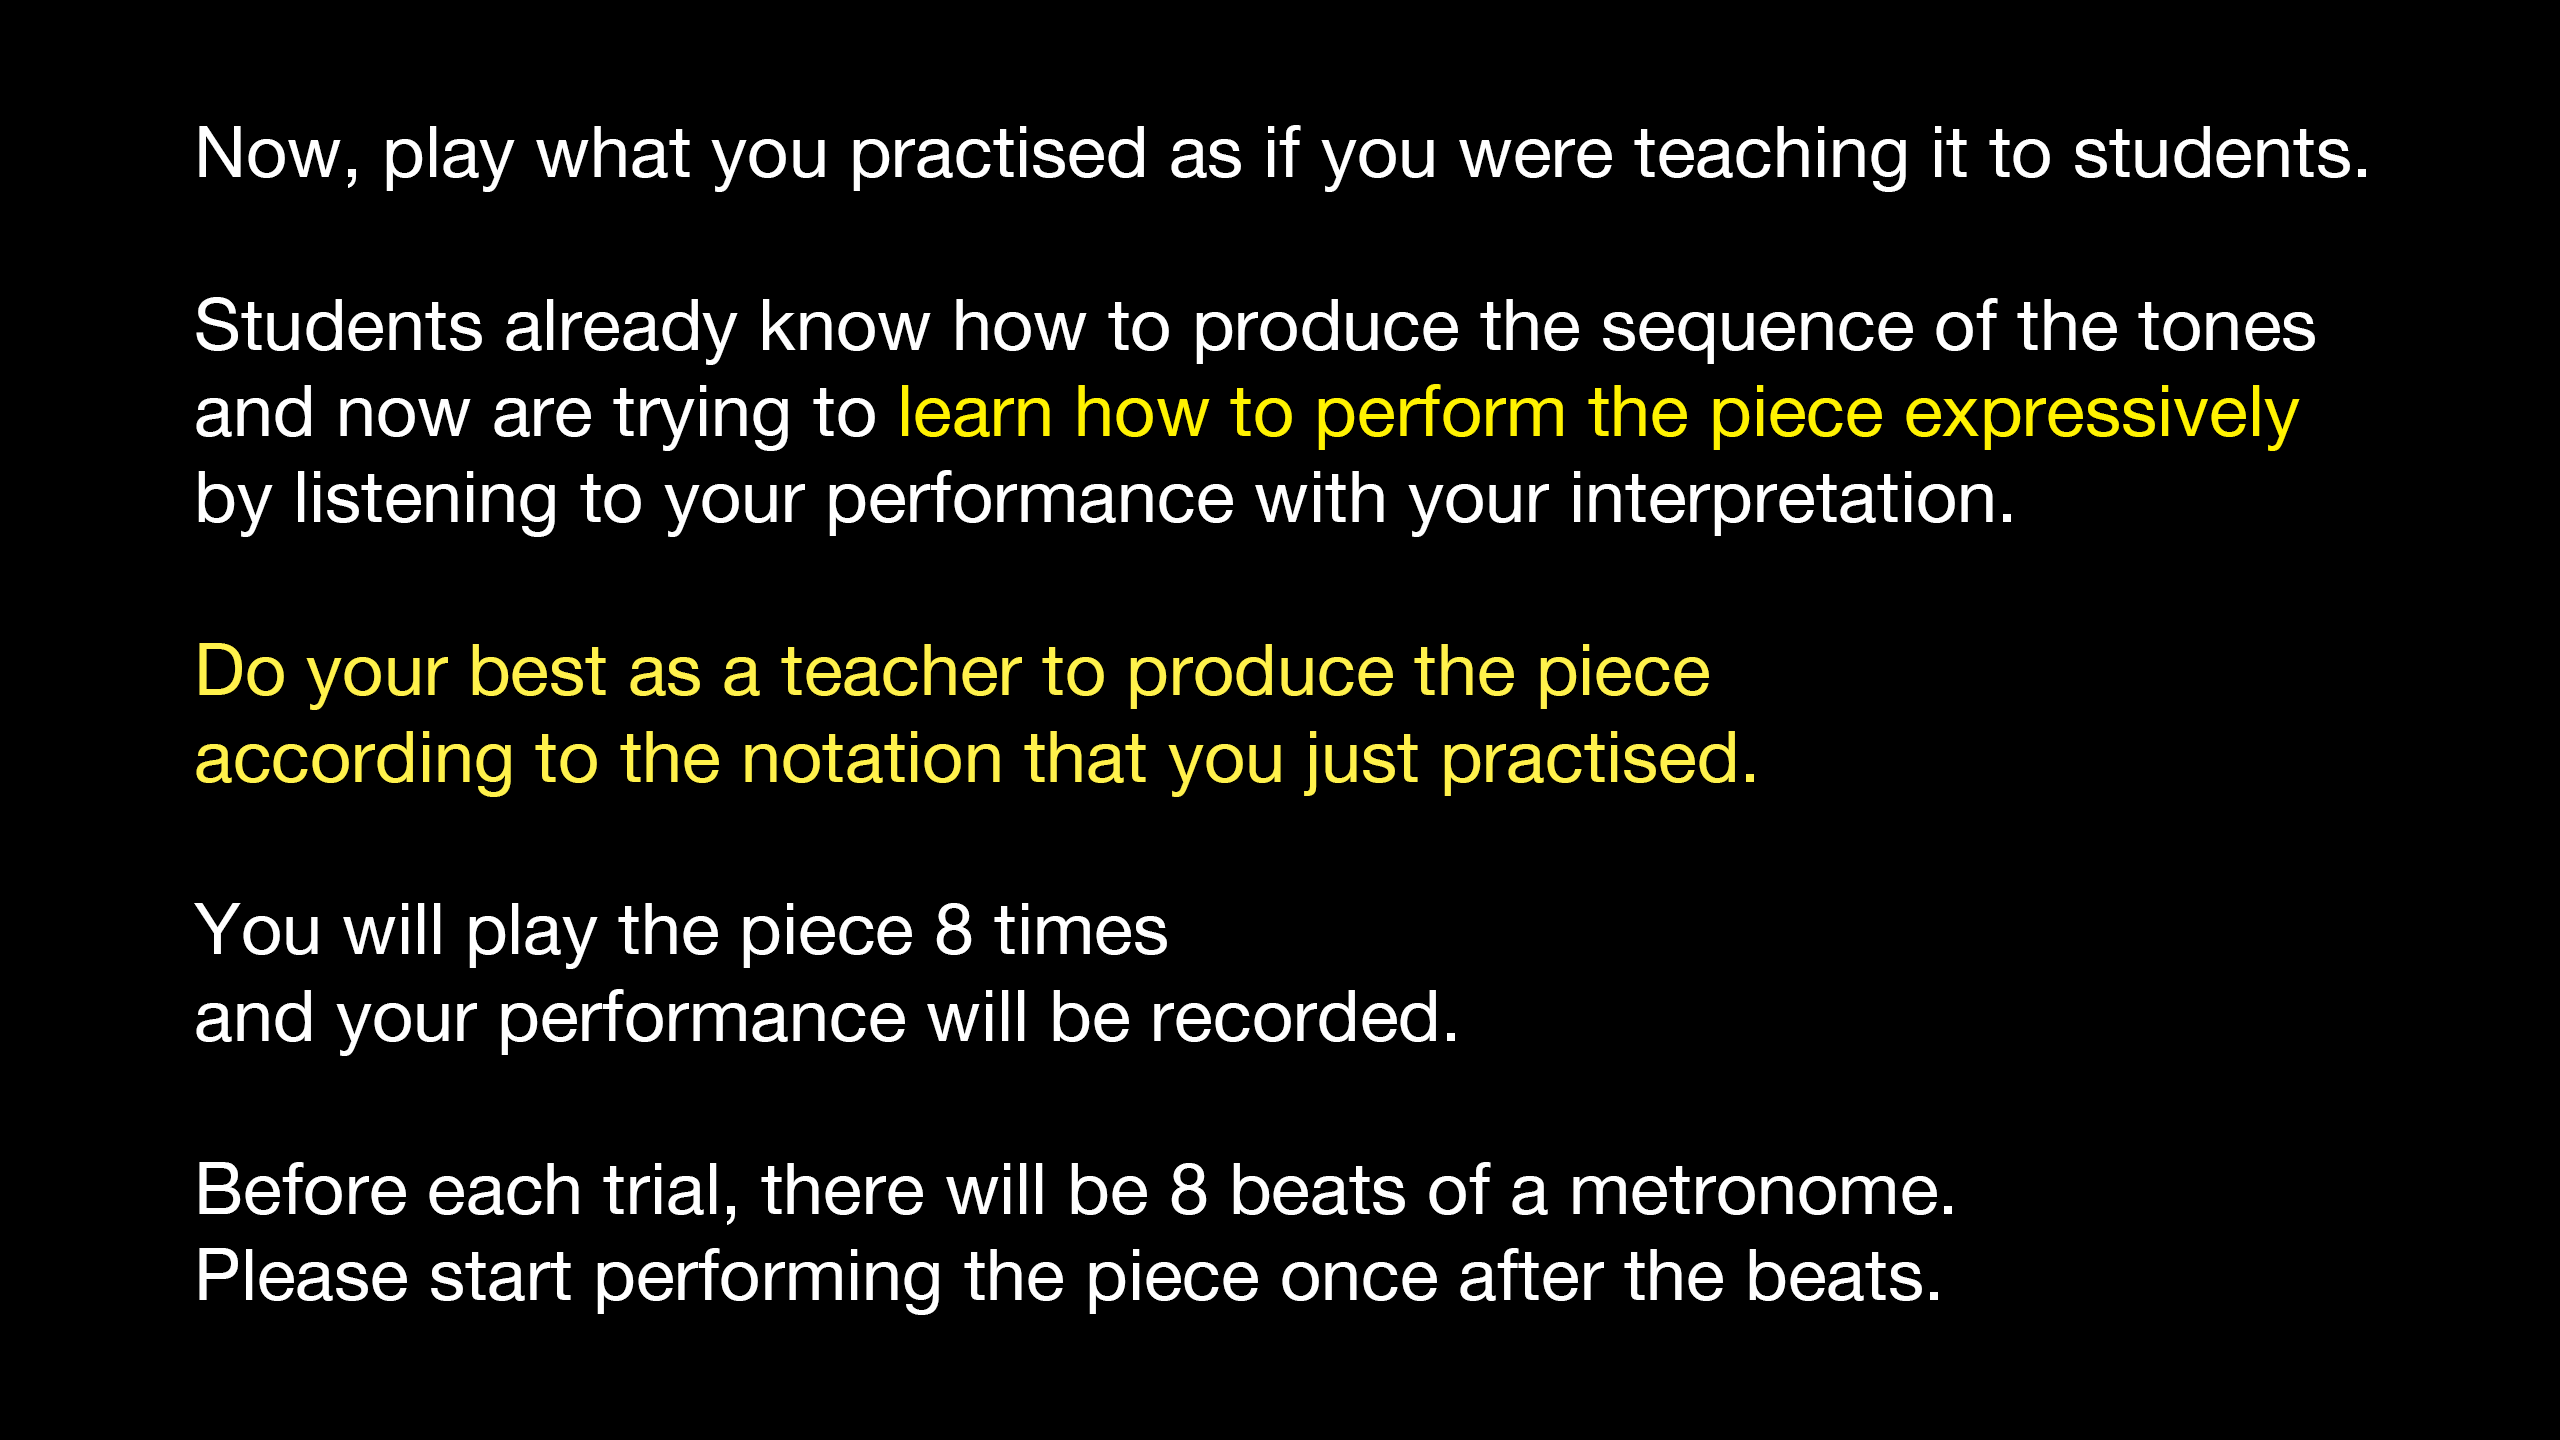 Now, play what you practised as if you were teaching it to students.
Students already know how to produce the sequence of the tones
and now are trying to learn how to perform the piece expressively
by listening to your performance with your interpretation.
Do your best as a teacher to produce the piece
according to the notation that you just practised.
You will play the piece 8 times
and your performance will be recorded.
Before each trial, there will be 8 beats of a metronome.
Please start performing the piece once after the beats.